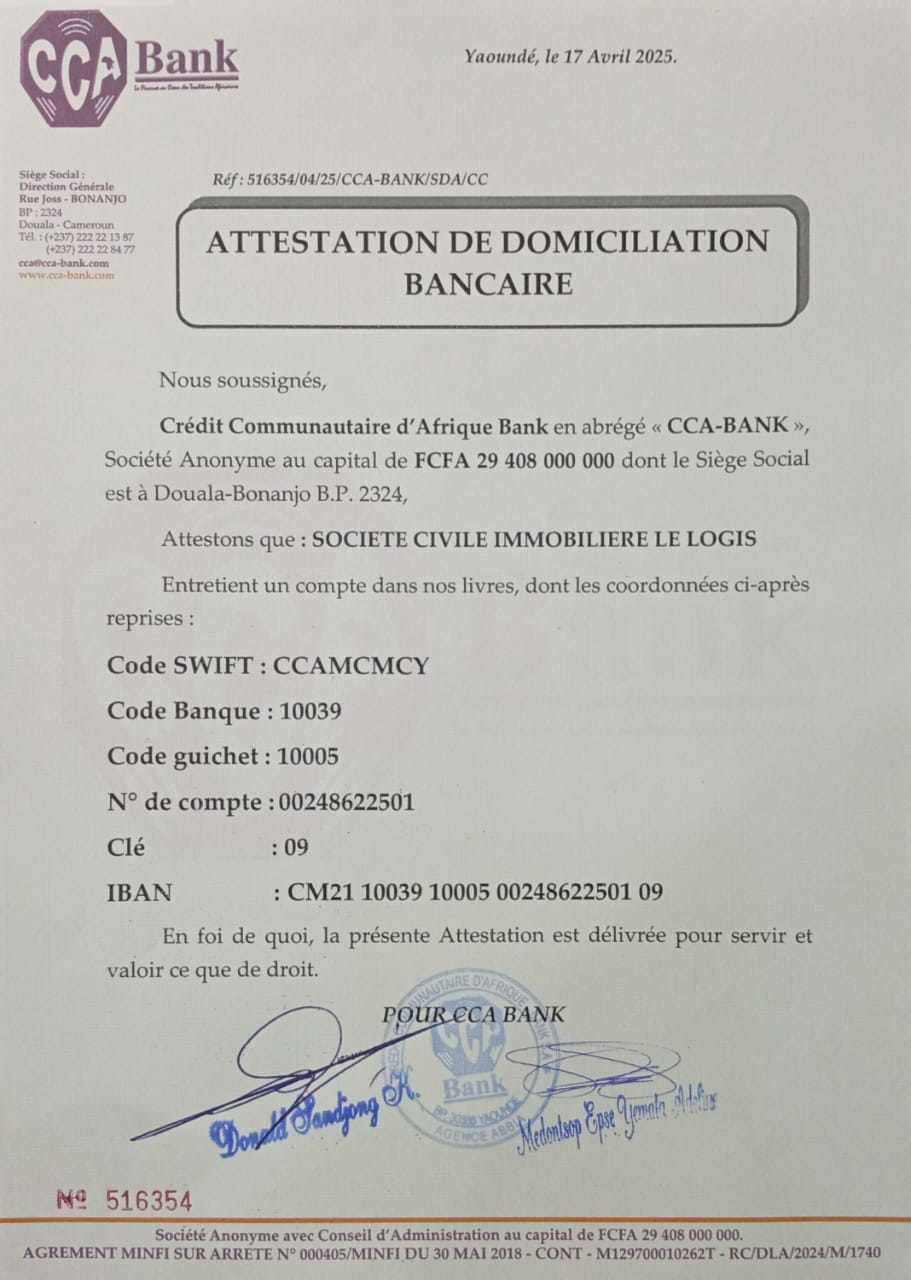 CCA Bank
La Finance au Cœur des Traditions Africaines
Yaoundé, le 17 Avril 2025.
Siège Social :
Direction Générale
Rue Joss - BONANJO
BP : 2324
Douala - Cameroun
Tél. : (+237) 222 22 13 87
(+237) 222 22 84 77
cca@cca-bank.com
www.cca-bank.com
Réf : 516354/04/25/CCA-BANK/SDA/CC
ATTESTATION DE DOMICILIATION
BANCAIRE
Nous soussignés,
Crédit Communautaire d'Afrique Bank en abrégé « CCA-BANK »,
Société Anonyme au capital de FCFA 29 408 000 000 dont le Siège Social
est à Douala-Bonanjo B.P. 2324,
Attestons que : SOCIETE CIVILE IMMOBILIERE LE LOGIS
Entretient un compte dans nos livres, dont les coordonnées ci-après
reprises :
Code SWIFT : CCAMCMCY
Code Banque : 10039
Code guichet : 10005
N° de compte : 00248622501
Clé : 09
IBAN : CM21 10039 10005 00248622501 09
En foi de quoi, la présente Attestation est délivrée pour servir et
valoir ce que de droit.
POUR CCA BANK
CCA
Bank
AGENCE ABBIA
Donald Sandjong K.
Medontsop Epse Yemata
Nº 516354
Société Anonyme avec Conseil d'Administration au capital de FCFA 29 408 000 000.
AGREMENT MINFI SUR ARRETE N° 000405/MINFI DU 30 MAI 2018 - CONT - M129700010262T - RC/DLA/2024/M/1740